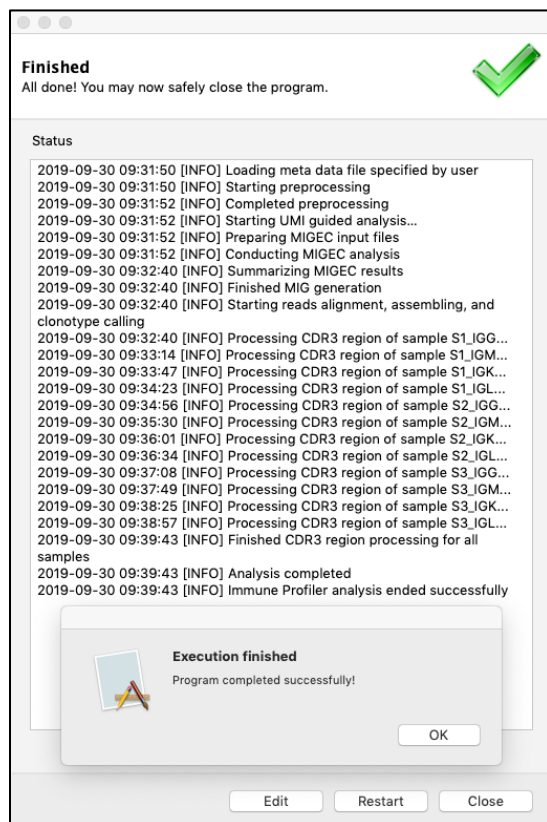 Finished
All done! You may now safely close the program.
Status
2019-09-30 09:31:50 [INFO] Loading meta data file specified by user
2019-09-30 09:31:50 [INFO] Starting preprocessing
2019-09-30 09:31:52 [INFO] Completed preprocessing
2019-09-30 09:31:52 [INFO] Starting UMI guided analysis...
2019-09-30 09:31:52 [INFO] Preparing MIGEC input files
2019-09-30 09:31:52 [INFO] Conducting MIGEC analysis
2019-09-30 09:32:40 [INFO] Summarizing MIGEC results
2019-09-30 09:32:40 [INFO] Finished MIG generation
2019-09-30 09:32:40 [INFO] Starting reads alignment, assembling, and
clonotype calling
2019-09-30 09:32:40 [INFO] Processing CDR3 region of sample S1_IGG...
2019-09-30 09:33:14 [INFO] Processing CDR3 region of sample S1_IGM...
2019-09-30 09:33:47 [INFO] Processing CDR3 region of sample S1_IGK...
2019-09-30 09:34:23 [INFO] Processing CDR3 region of sample S1_IGL...
2019-09-30 09:34:56 [INFO] Processing CDR3 region of sample S2_IGG...
2019-09-30 09:35:30 [INFO] Processing CDR3 region of sample S2_IGM...
2019-09-30 09:36:01 [INFO] Processing CDR3 region of sample S2_IGK...
2019-09-30 09:36:34 [INFO] Processing CDR3 region of sample S2_IGL...
2019-09-30 09:37:08 [INFO] Processing CDR3 region of sample S3_IGG...
2019-09-30 09:37:49 [INFO] Processing CDR3 region of sample S3_IGM...
2019-09-30 09:38:25 [INFO] Processing CDR3 region of sample S3_IGK...
2019-09-30 09:38:57 [INFO] Processing CDR3 region of sample S3_IGL...
2019-09-30 09:39:43 [INFO] Finished CDR3 region processing for all
samples
2019-09-30 09:39:43 [INFO] Analysis completed
2019-09-30 09:39:43 [INFO] Immune Profiler analysis ended successfully
Execution finished
Program completed successfully!
OK
Edit
Restart
Close